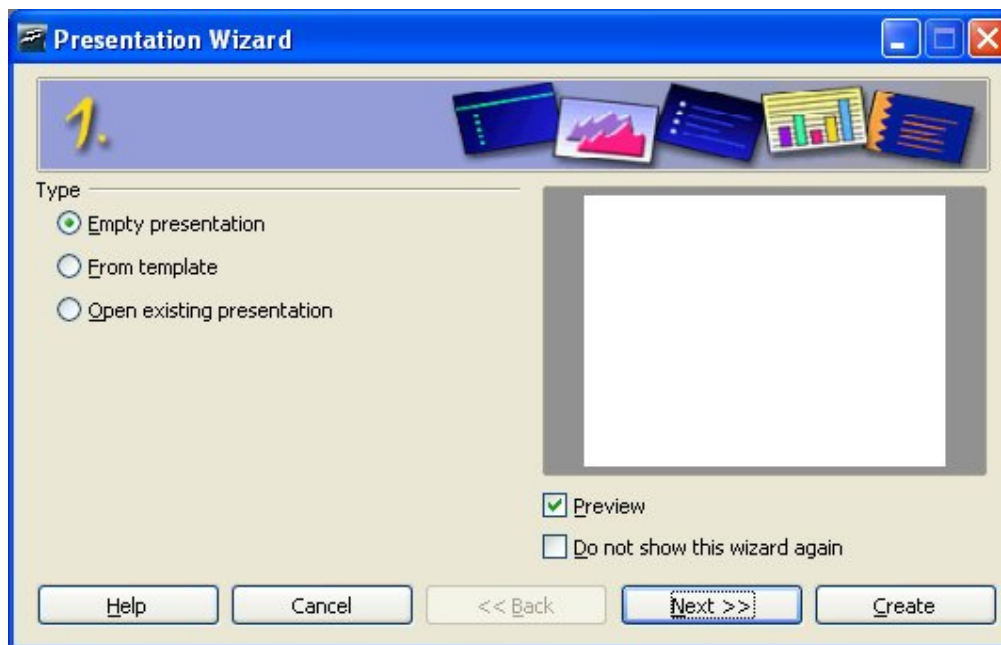 Presentation Wizard
1.
Type
Empty presentation
From template
Open existing presentation
Preview
Do not show this wizard again
Help Cancel << Back Next >> Create